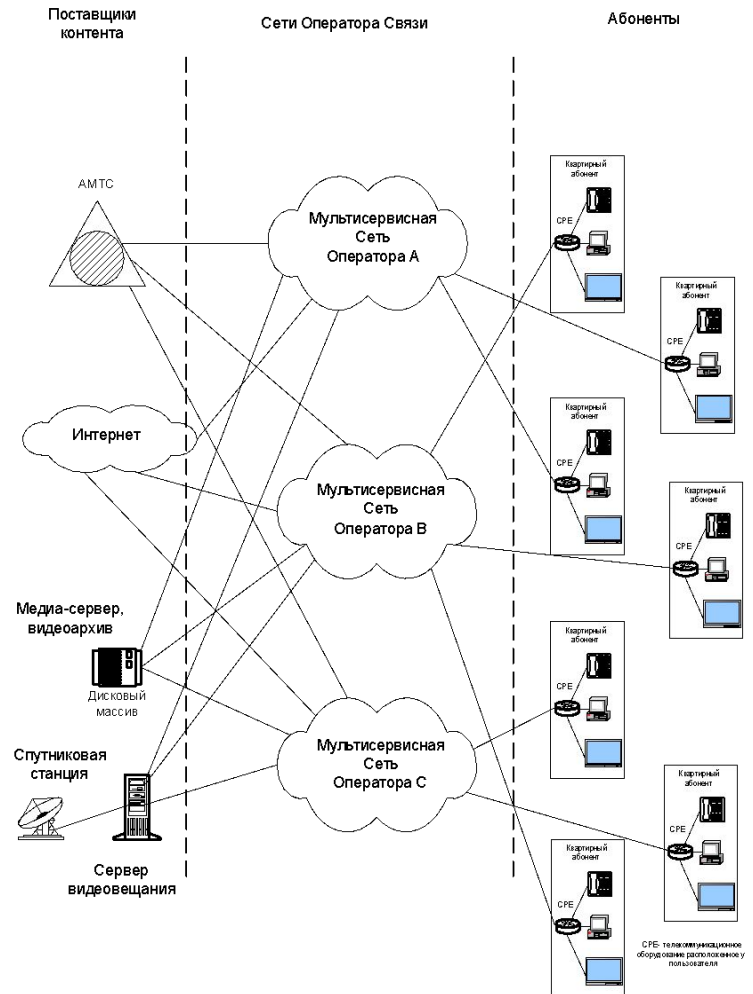 Поставщики
контента
Сети Оператора Связи
Абоненты
АМТС
Мультисервисная
Сеть
Оператора А
Квартирный
абонент
CPE
Квартирный
абонент
CPE
Интернет
Мультисервисная
Сеть
Оператора В
Квартирный
абонент
CPE
Квартирный
абонент
CPE
Медиа-сервер,
видеоархив
Дисковый
массив
Квартирный
абонент
CPE
Спутниковая
станция
Мультисервисная
Сеть
Оператора С
Квартирный
абонент
CPE
Сервер
видеовещания
Квартирный
абонент
CPE
CPE- телекоммуникационное
оборудование расположенное у
пользователя